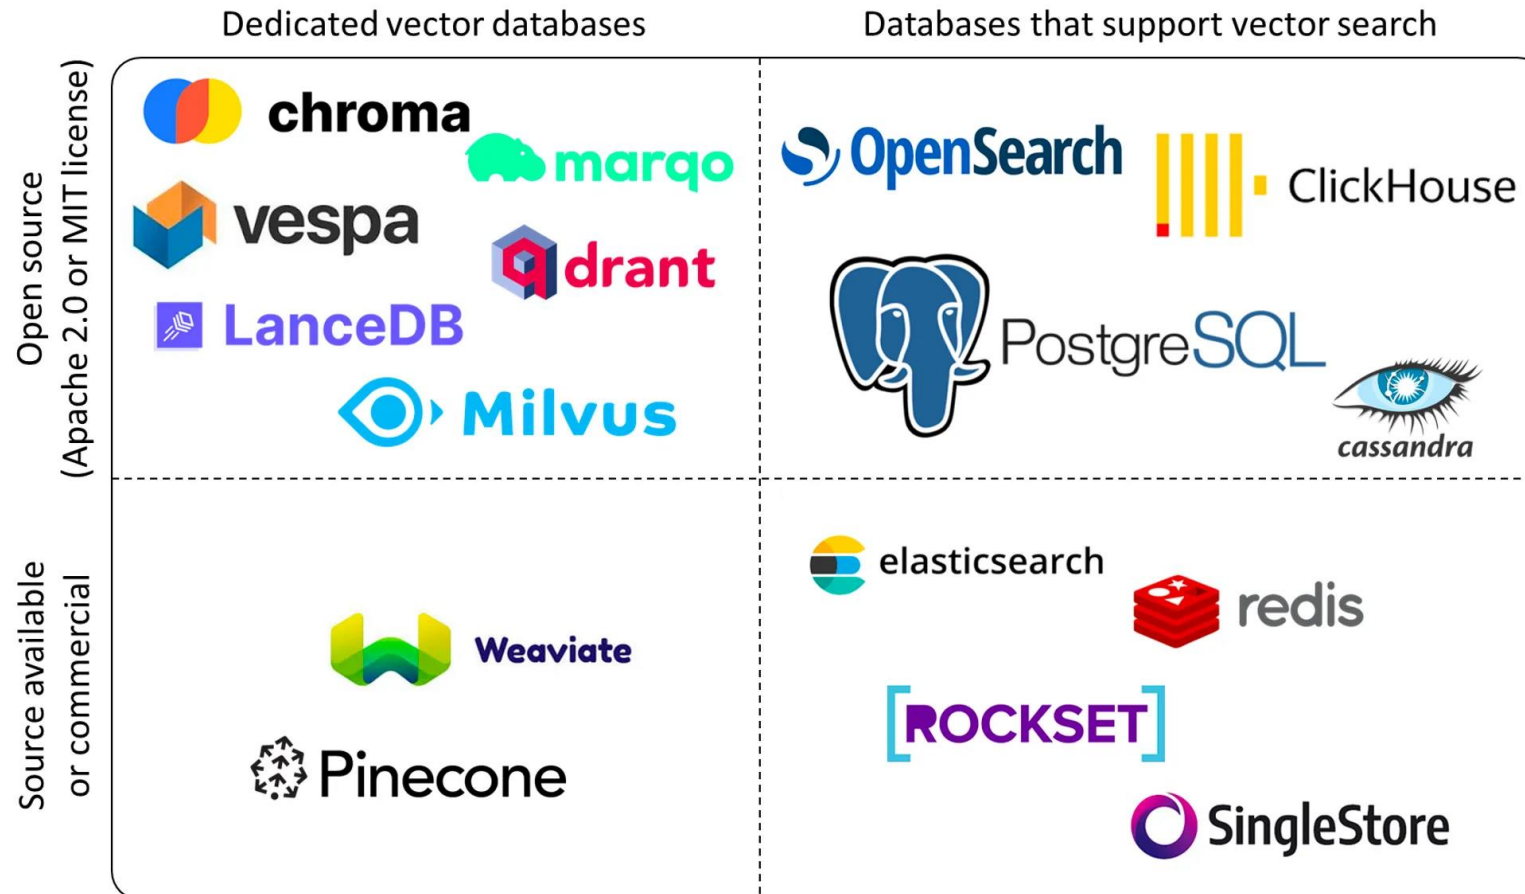 Dedicated vector databases
Databases that support vector search
Open source
(Apache 2.0 or MIT license)
chroma
marqo
vespa
qdrant
LanceDB
Milvus
OpenSearch
ClickHouse
PostgreSQL
cassandra
Source available
or commercial
Weaviate
Pinecone
elasticsearch
redis
[ROCKSET]
SingleStore